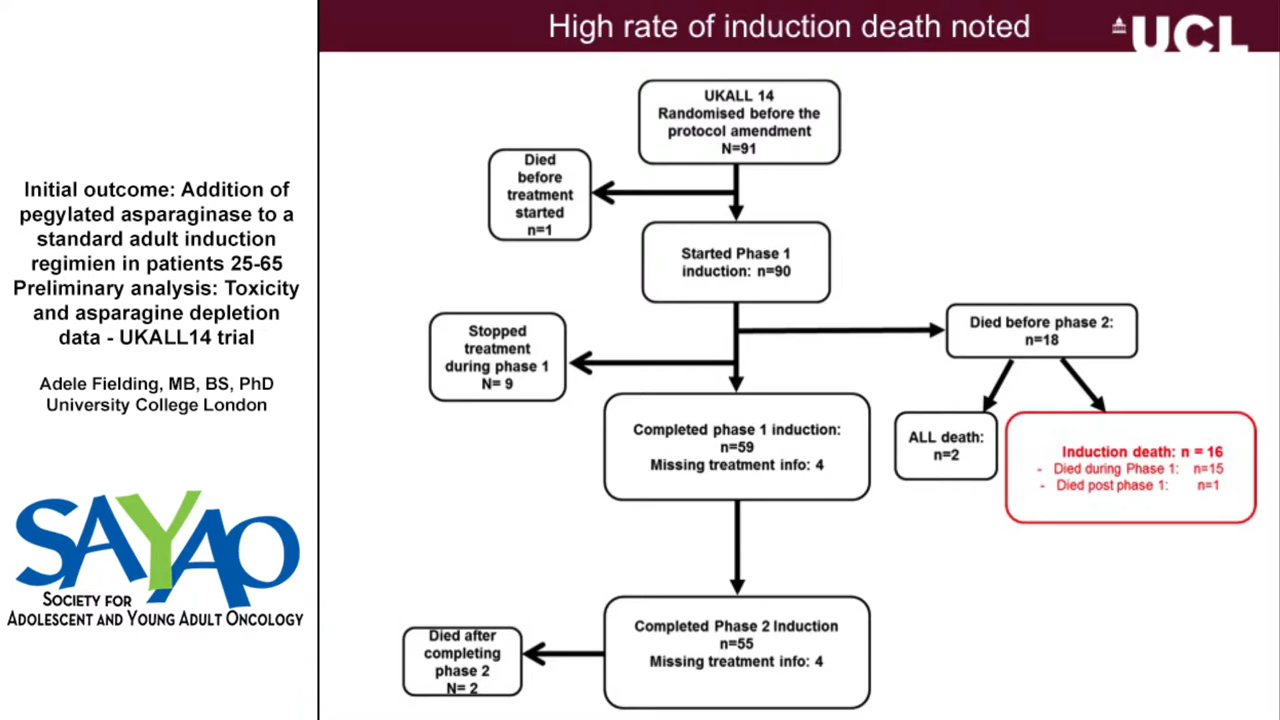 High rate of induction death noted
UCL
Initial outcome: Addition of
pegylated asparaginase to a
standard adult induction
regimien in patients 25-65
Preliminary analysis: Toxicity
and asparagine depletion
data - UKALL14 trial
Adele Fielding, MB, BS, PhD
University College London
SAYAO
SOCIETY FOR
ADOLESCENT AND YOUNG ADULT ONCOLOGY
UKALL 14
Randomised before the
protocol amendment
N=91
Died
before
treatment
started
n=1
Started Phase 1
induction: n=90
Died before phase 2:
n=18
Stopped
treatment
during phase 1
N= 9
Completed phase 1 induction:
n=59
Missing treatment info: 4
ALL death:
n=2
Induction death: n = 16
- Died during Phase 1: n=15
- Died post phase 1: n=1
Completed Phase 2 Induction
n=55
Missing treatment info: 4
Died after
completing
phase 2
N= 2